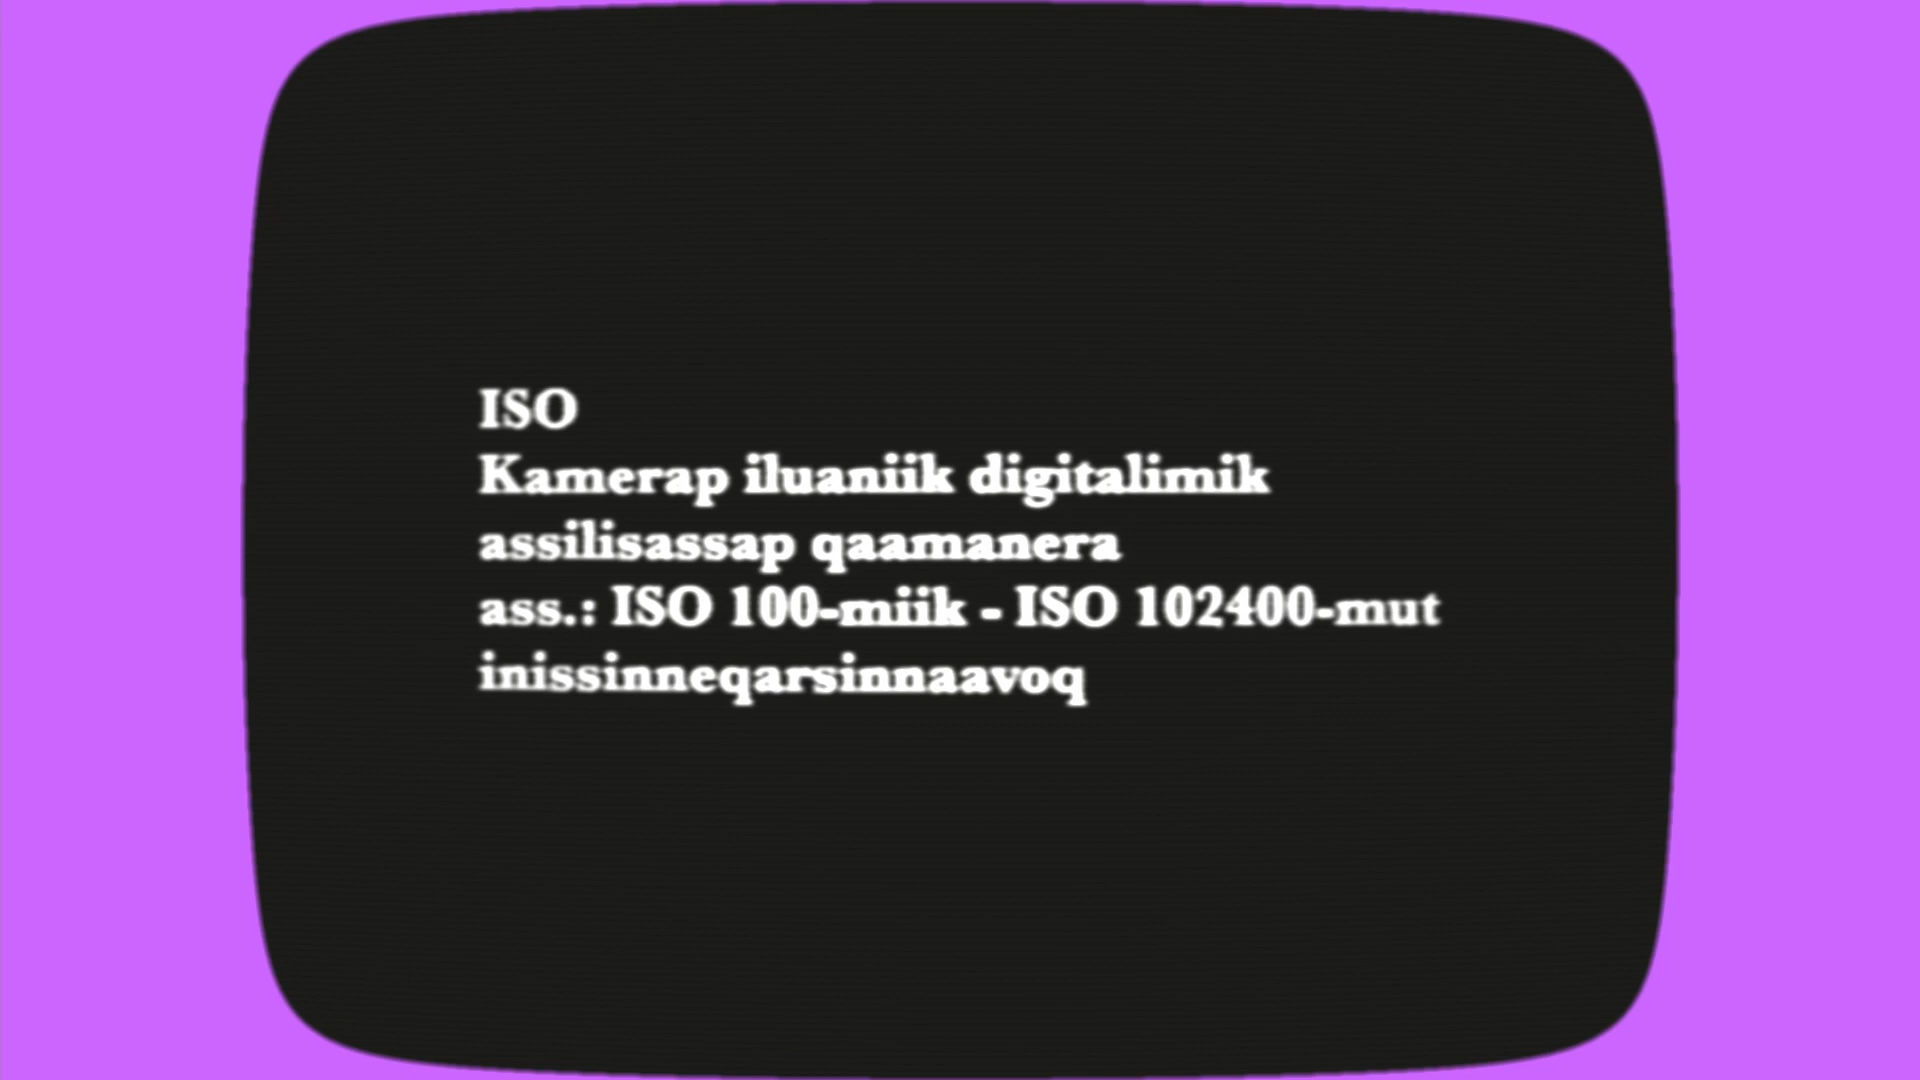 ISO
Kamerap iluaniik digitalimik
assilisassap qaamanera
ass.: ISO 100-miik - ISO 102400-mut
inissinneqarsinnaavoq